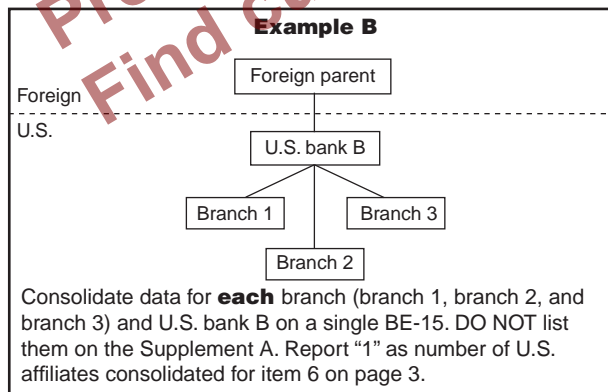 Example B
Foreign parent
Foreign
U.S.
U.S. bank B
Branch 1
Branch 3
Branch 2
Consolidate data for each branch (branch 1, branch 2, and
branch 3) and U.S. bank B on a single BE-15. DO NOT list
them on the Supplement A. Report “1” as number of U.S.
affiliates consolidated for item 6 on page 3.